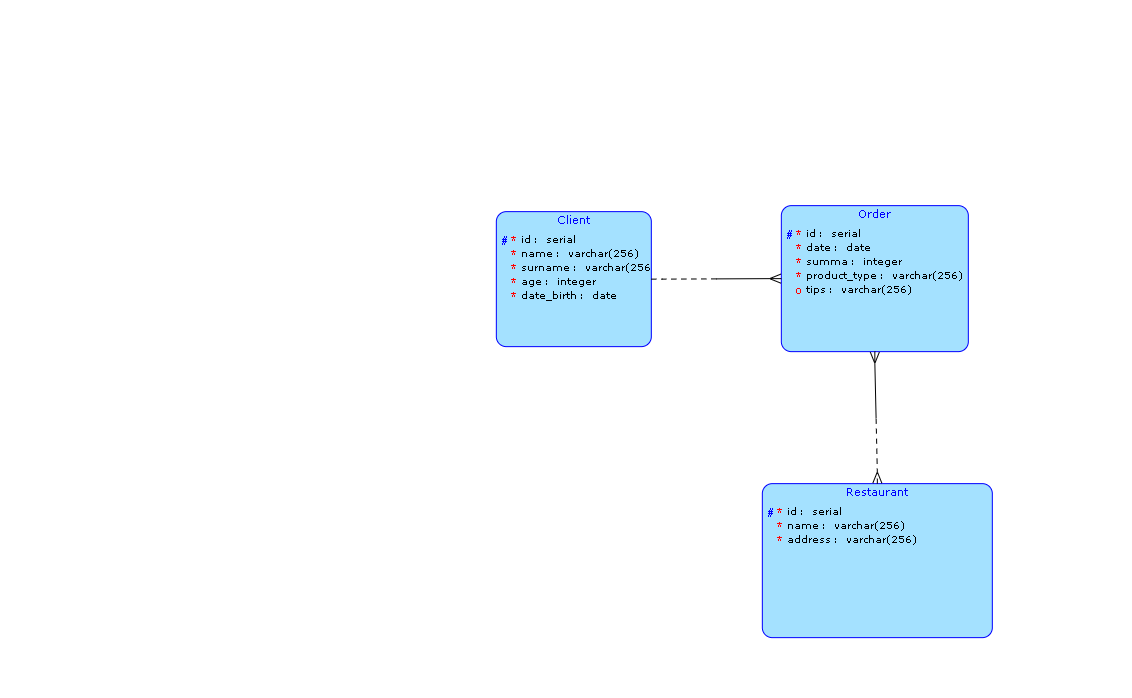 Client
# * id : serial
* name : varchar(256)
* surname : varchar(256
* age : integer
* date_birth : date
Order
# * id : serial
* date : date
* summa : integer
* product_type : varchar(256)
o tips : varchar(256)
Restaurant
# * id : serial
* name : varchar(256)
* address : varchar(256)